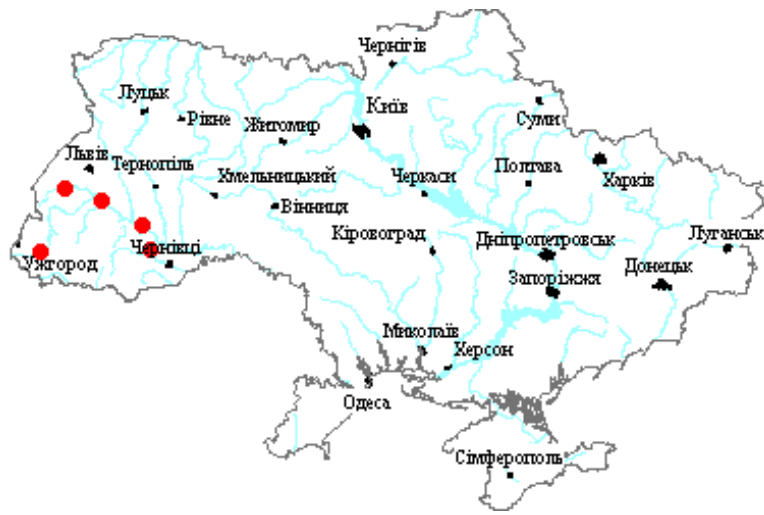 Чернігів
Луцьк
Рівне
Київ
Суми
Житомир
Львів
Тернопіль
Хмельницький
Черкаси
Полтава
Харків
Вінниця
Кіровоград
Дніпропетровськ
Луганськ
Ужгород
Чернівці
Запоріжжя
Донецьк
Миколаїв
Херсон
Одеса
Сімферополь